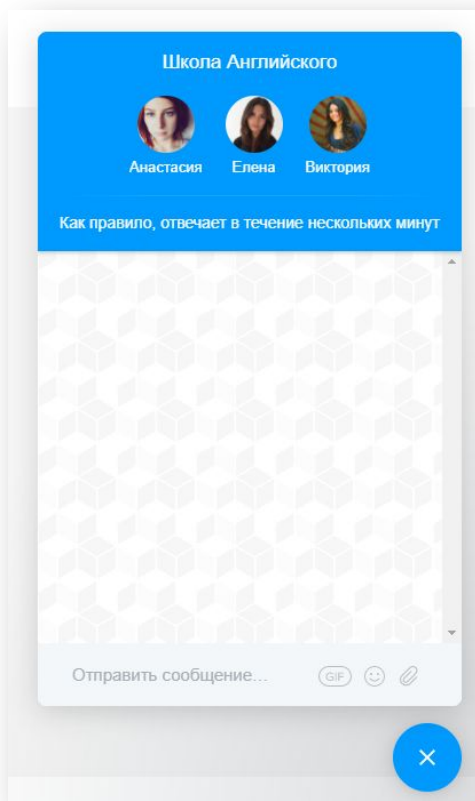 Школа Английского
Анастасия Елена Виктория
Как правило, отвечает в течение нескольких минут
Отправить сообщение... GIF